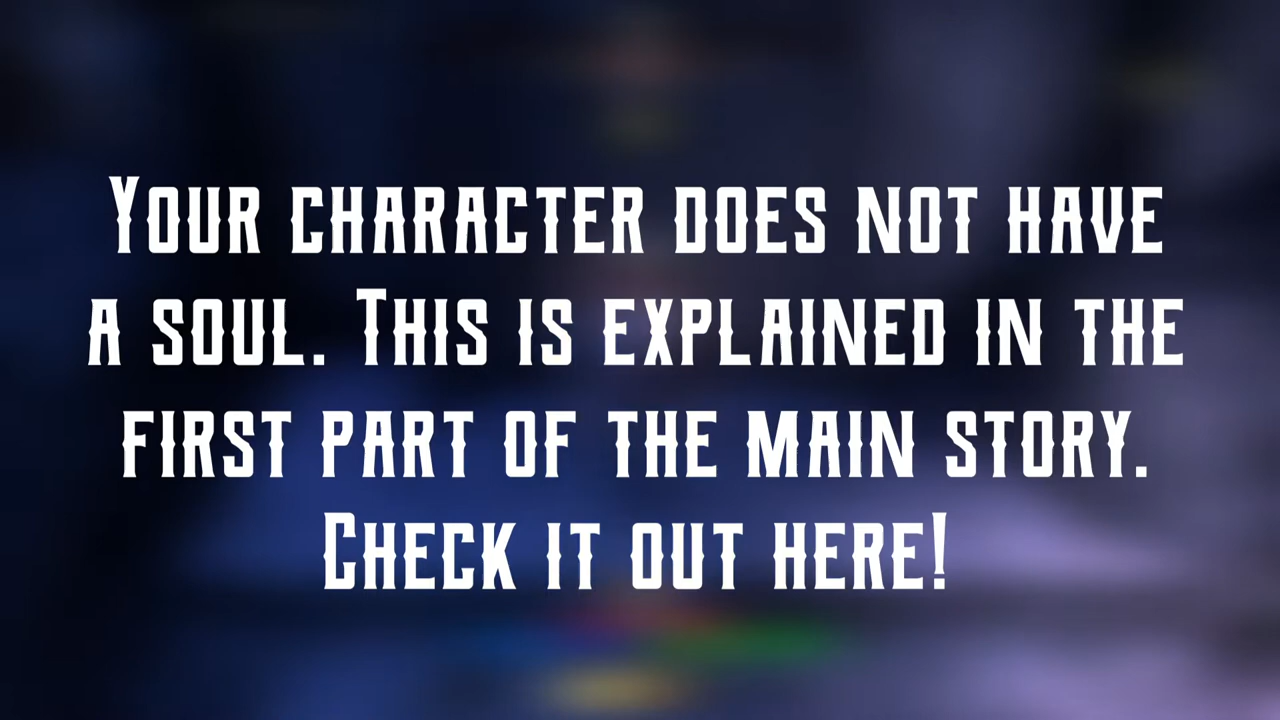 Your character does not have
a soul. This is explained in the
first part of the main story.
Check it out here!